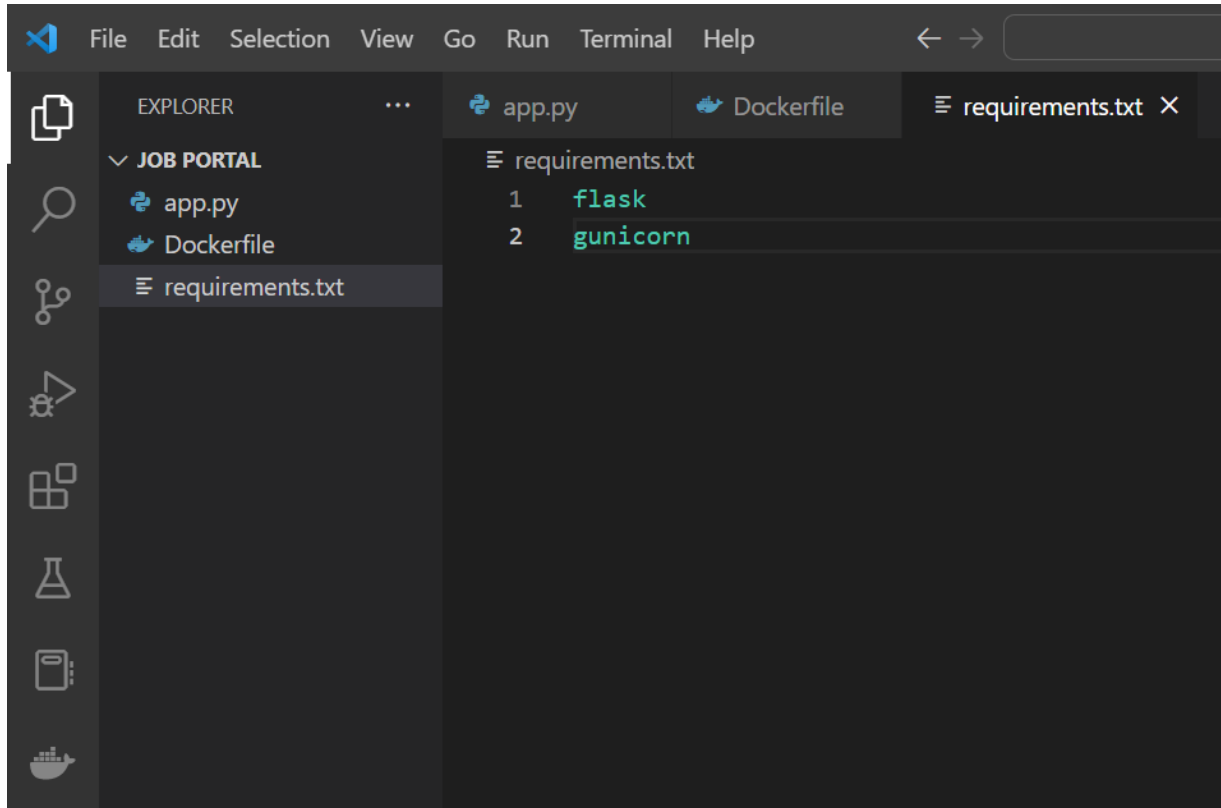 File Edit Selection View Go Run Terminal Help
EXPLORER
app.py
Dockerfile
requirements.txt
JOB PORTAL
app.py
Dockerfile
requirements.txt
requirements.txt
1 flask
2 gunicorn